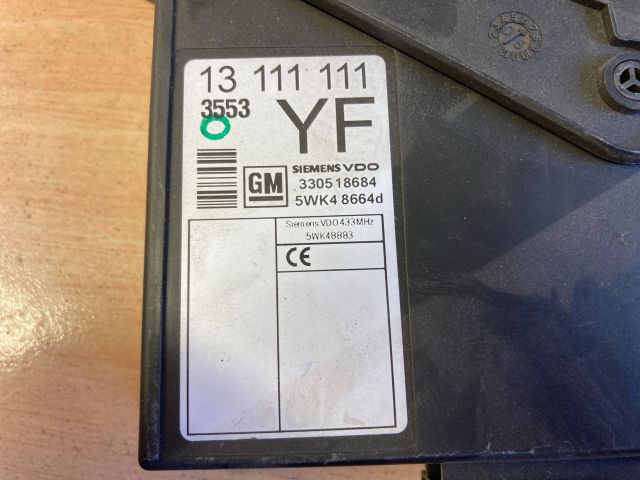 13 111 111
3553
YF
GM
SIEMENS VDO
330518684
5WK4 8664d
Siemens VDO 433MHz
5WK48883
CE